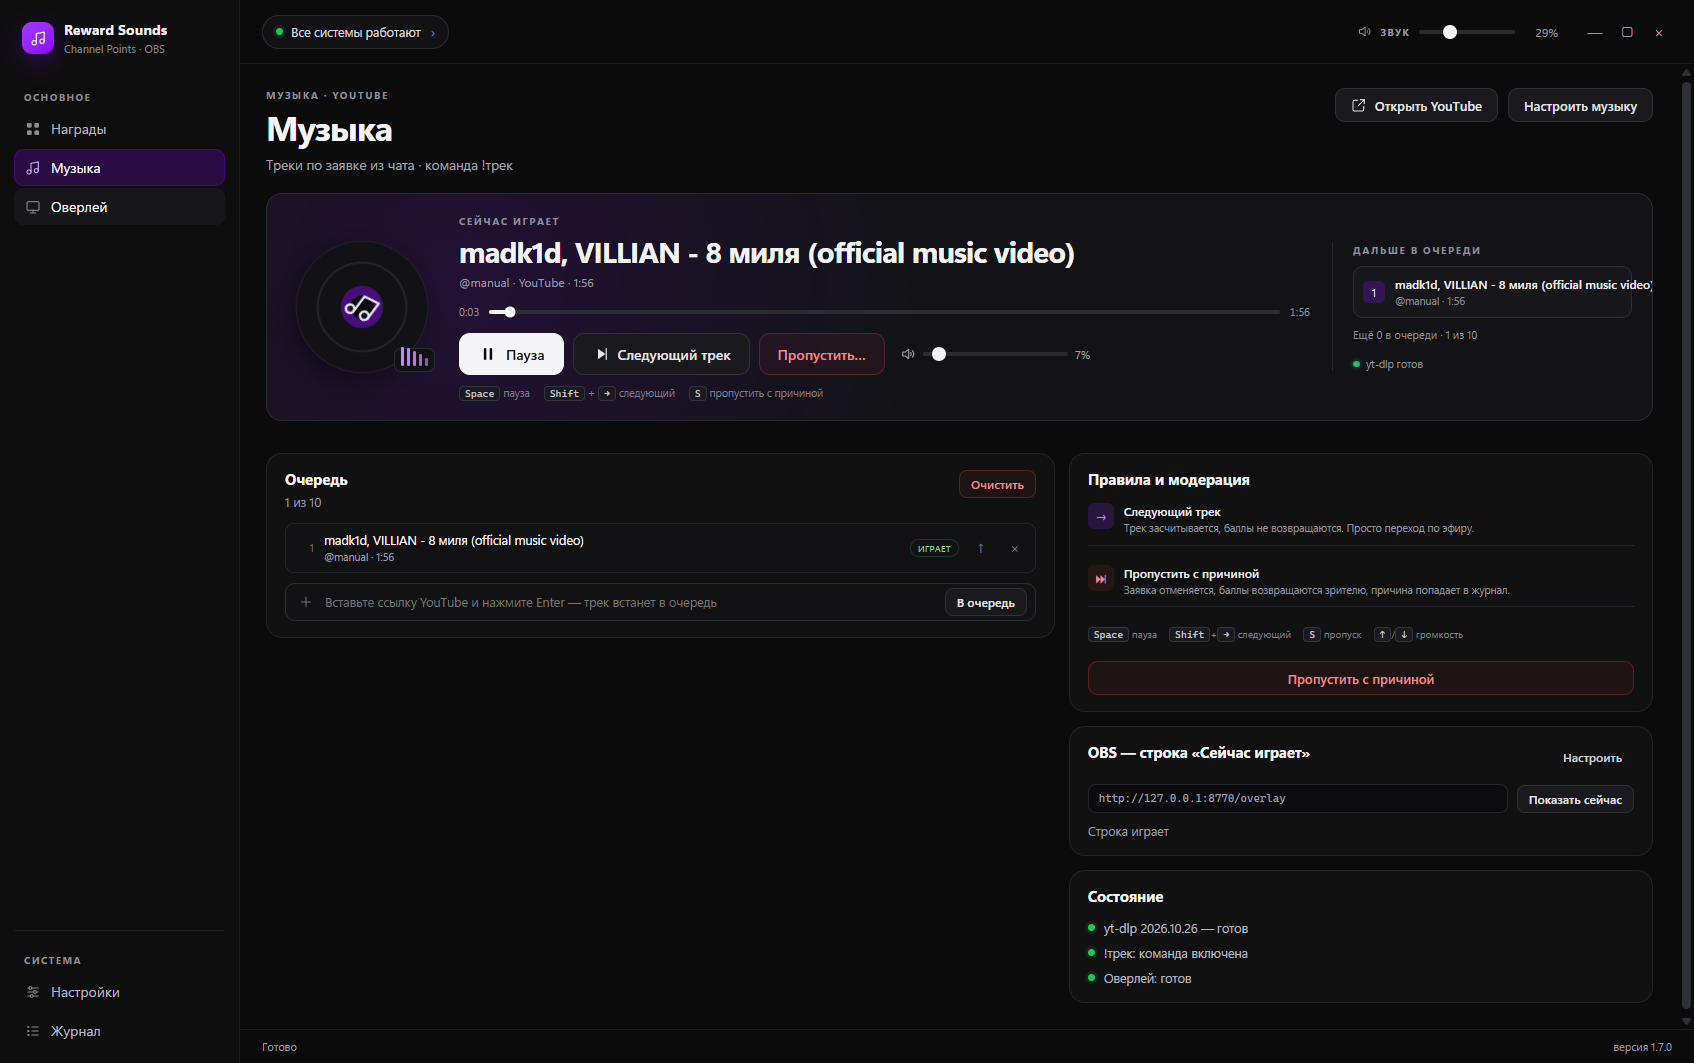 Reward Sounds
Channel Points · OBS
ОСНОВНОЕ
Награды
Музыка
Оверлей
СИСТЕМА
Настройки
Журнал
Все системы работают ›
ЗВУК 29%
МУЗЫКА · YOUTUBE
Музыка
Треки по заявке из чата · команда !трек
Открыть YouTube
Настроить музыку
СЕЙЧАС ИГРАЕТ
madk1d, VILLIAN - 8 миля (official music video)
@manual · YouTube · 1:56
0:03 1:56
Пауза Следующий трек Пропустить... 7%
Space пауза Shift + → следующий S пропустить с причиной
ДАЛЬШЕ В ОЧЕРЕДИ
1 madk1d, VILLIAN - 8 миля (official music video)
@manual · 1:56
Ещё 0 в очереди · 1 из 10
yt-dlp готов
Очередь
1 из 10
Очистить
1 madk1d, VILLIAN - 8 миля (official music video)
@manual · 1:56
ИГРАЕТ ↑ ×
+ Вставьте ссылку YouTube и нажмите Enter — трек встанет в очередь
В очередь
Правила и модерация
Следующий трек
Трек засчитывается, баллы не возвращаются. Просто переход по эфиру.
Пропустить с причиной
Заявка отменяется, баллы возвращаются зрителю, причина попадает в журнал.
Space пауза Shift + → следующий S пропуск ↑ / ↓ громкость
Пропустить с причиной
OBS — строка «Сейчас играет»
Настроить
http://127.0.0.1:8770/overlay
Показать сейчас
Строка играет
Состояние
yt-dlp 2026.10.26 — готов
!трек: команда включена
Оверлей: готов
Готово
версия 1.7.0